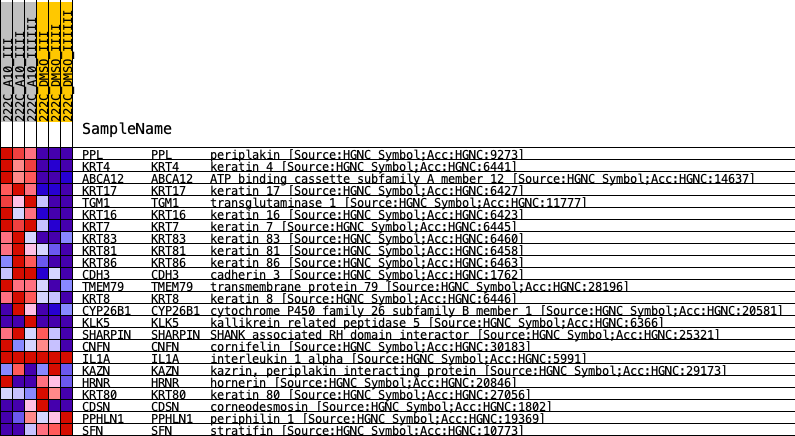 222C_A10_III
222C_A10_IIII
222C_A10_IIIIII
222C_DMSO_III
222C_DMSO_IIII
222C_DMSO_IIIIII
SampleName
PPL PPL periplakin [Source:HGNC Symbol;Acc:HGNC:9273]
KRT4 KRT4 keratin 4 [Source:HGNC Symbol;Acc:HGNC:6441]
ABCA12 ABCA12 ATP binding cassette subfamily A member 12 [Source:HGNC Symbol;Acc:HGNC:14637]
KRT17 KRT17 keratin 17 [Source:HGNC Symbol;Acc:HGNC:6427]
TGM1 TGM1 transglutaminase 1 [Source:HGNC Symbol;Acc:HGNC:11777]
KRT16 KRT16 keratin 16 [Source:HGNC Symbol;Acc:HGNC:6423]
KRT7 KRT7 keratin 7 [Source:HGNC Symbol;Acc:HGNC:6445]
KRT83 KRT83 keratin 83 [Source:HGNC Symbol;Acc:HGNC:6460]
KRT81 KRT81 keratin 81 [Source:HGNC Symbol;Acc:HGNC:6458]
KRT86 KRT86 keratin 86 [Source:HGNC Symbol;Acc:HGNC:6463]
CDH3 CDH3 cadherin 3 [Source:HGNC Symbol;Acc:HGNC:1762]
TMEM79 TMEM79 transmembrane protein 79 [Source:HGNC Symbol;Acc:HGNC:28196]
KRT8 KRT8 keratin 8 [Source:HGNC Symbol;Acc:HGNC:6446]
CYP26B1 CYP26B1 cytochrome P450 family 26 subfamily B member 1 [Source:HGNC Symbol;Acc:HGNC:20581]
KLK5 KLK5 kallikrein related peptidase 5 [Source:HGNC Symbol;Acc:HGNC:6366]
SHARPIN SHARPIN SHANK associated RH domain interactor [Source:HGNC Symbol;Acc:HGNC:25321]
CNFN CNFN cornifelin [Source:HGNC Symbol;Acc:HGNC:30183]
IL1A IL1A interleukin 1 alpha [Source:HGNC Symbol;Acc:HGNC:5991]
KAZN KAZN kazrin, periplakin interacting protein [Source:HGNC Symbol;Acc:HGNC:29173]
HRNR HRNR hornerin [Source:HGNC Symbol;Acc:HGNC:20846]
KRT80 KRT80 keratin 80 [Source:HGNC Symbol;Acc:HGNC:27056]
CDSN CDSN corneodesmosin [Source:HGNC Symbol;Acc:HGNC:1802]
PPHLN1 PPHLN1 periphilin 1 [Source:HGNC Symbol;Acc:HGNC:19369]
SFN SFN stratifin [Source:HGNC Symbol;Acc:HGNC:10773]